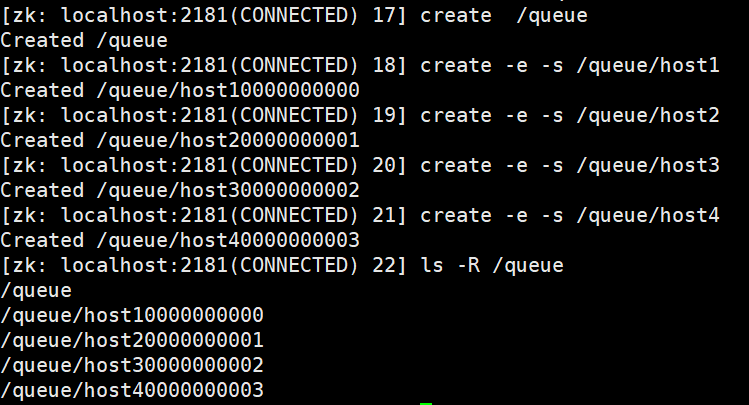 [zk: localhost:2181(CONNECTED) 17] create  /queue
Created /queue
[zk: localhost:2181(CONNECTED) 18] create -e -s /queue/host1
Created /queue/host10000000000
[zk: localhost:2181(CONNECTED) 19] create -e -s /queue/host2
Created /queue/host20000000001
[zk: localhost:2181(CONNECTED) 20] create -e -s /queue/host3
Created /queue/host30000000002
[zk: localhost:2181(CONNECTED) 21] create -e -s /queue/host4
Created /queue/host40000000003
[zk: localhost:2181(CONNECTED) 22] ls -R /queue
/queue
/queue/host10000000000
/queue/host20000000001
/queue/host30000000002
/queue/host40000000003